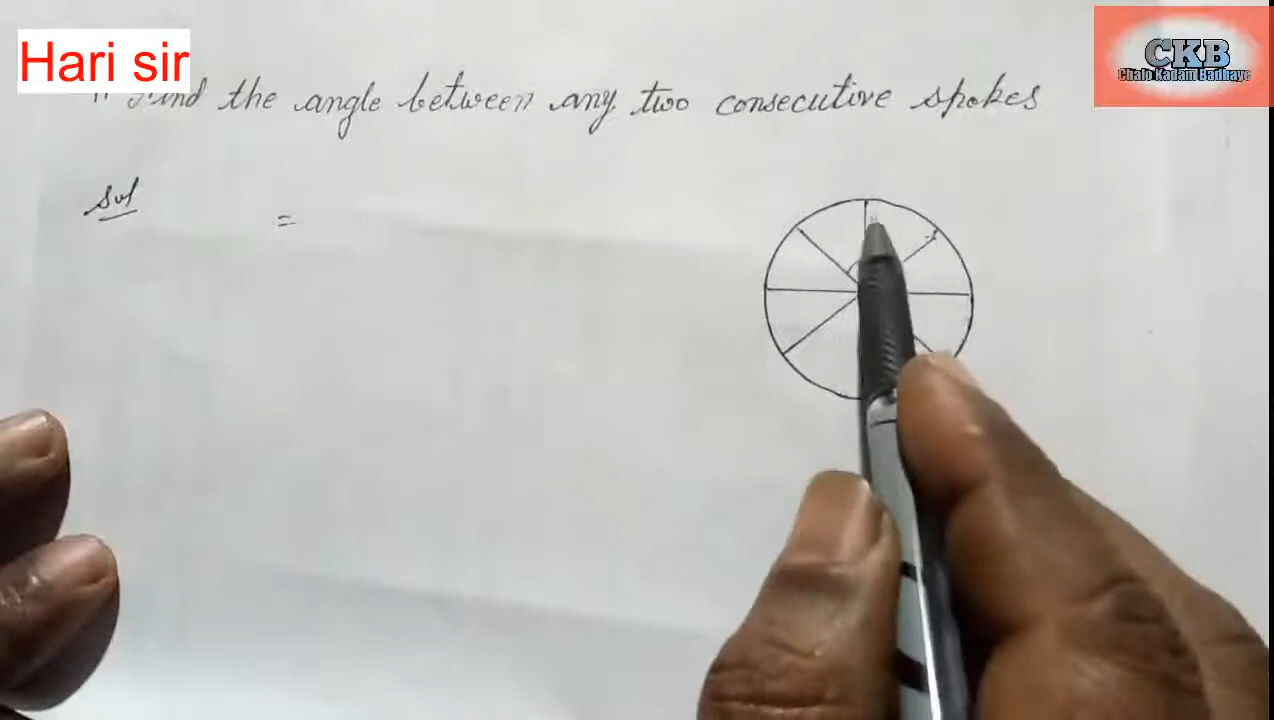 Hari sir
CKB
Chalo Kadam Badhaye
Find the angle between any two consecutive spokes
Sol
=